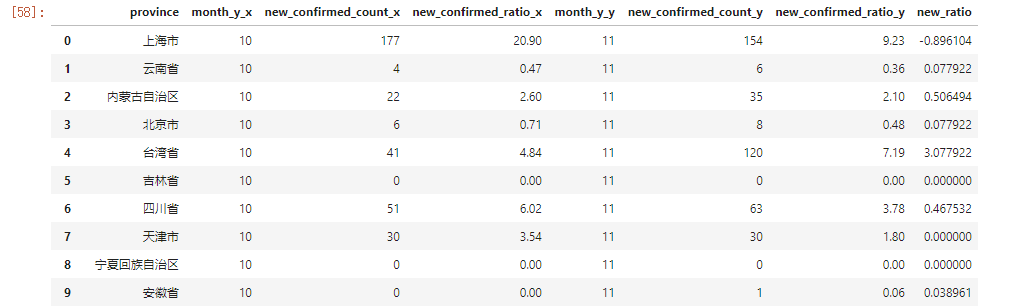 [58]:
province month_y_x new_confirmed_count_x new_confirmed_ratio_x month_y_y new_confirmed_count_y new_confirmed_ratio_y new_ratio
0 上海市 10 177 20.90 11 154 9.23 -0.896104
1 云南省 10 4 0.47 11 6 0.36 0.077922
2 内蒙古自治区 10 22 2.60 11 35 2.10 0.506494
3 北京市 10 6 0.71 11 8 0.48 0.077922
4 台湾省 10 41 4.84 11 120 7.19 3.077922
5 吉林省 10 0 0.00 11 0 0.00 0.000000
6 四川省 10 51 6.02 11 63 3.78 0.467532
7 天津市 10 30 3.54 11 30 1.80 0.000000
8 宁夏回族自治区 10 0 0.00 11 0 0.00 0.000000
9 安徽省 10 0 0.00 11 1 0.06 0.038961